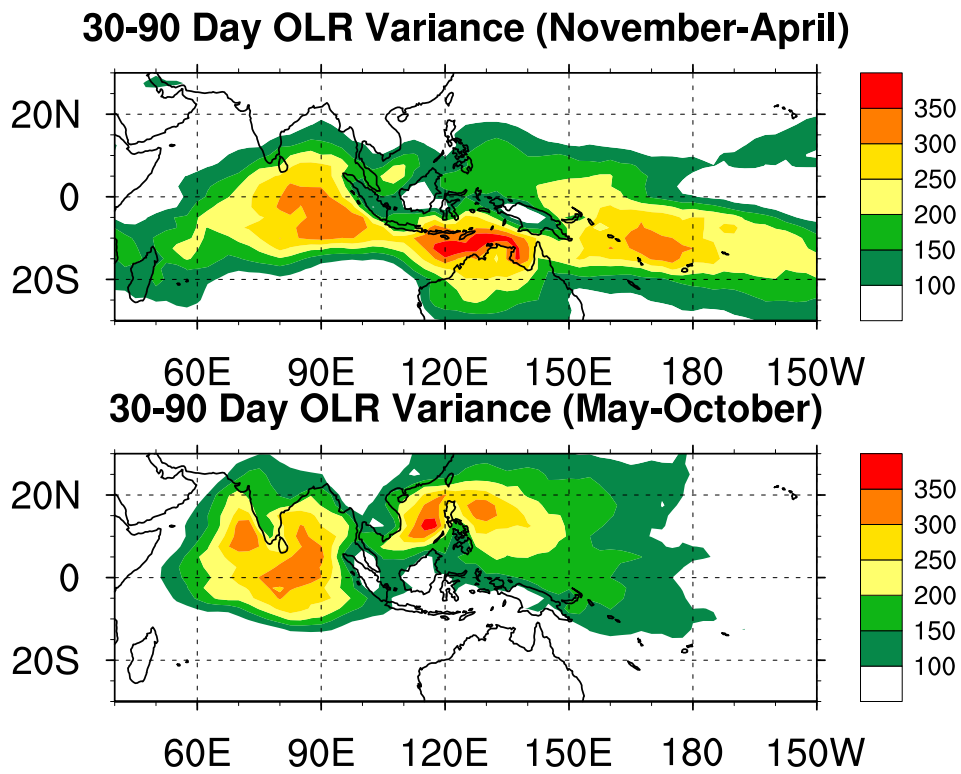 30-90 Day OLR Variance (November-April)
20N
0
20S
60E 90E 120E 150E 180 150W
350
300
250
200
150
100
30-90 Day OLR Variance (May-October)
20N
0
20S
60E 90E 120E 150E 180 150W
350
300
250
200
150
100